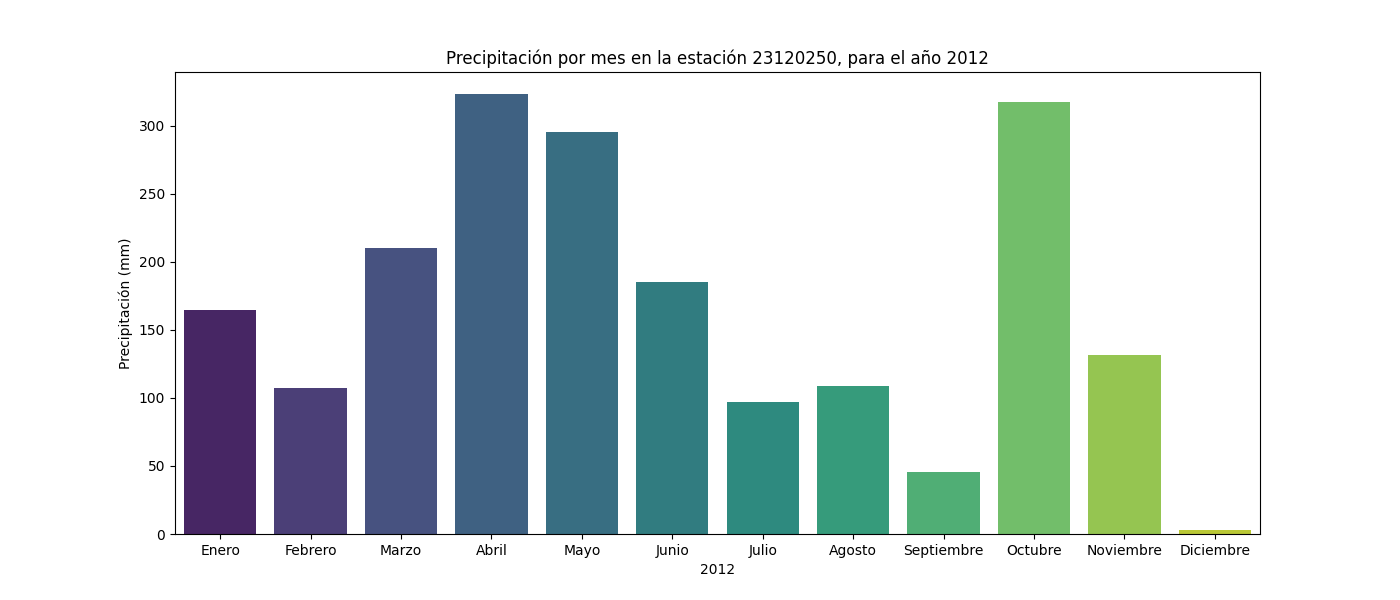 Precipitación por mes en la estación 23120250, para el año 2012
Precipitación (mm)
300
250
200
150
100
50
0
Enero Febrero Marzo Abril Mayo Junio Julio Agosto Septiembre Octubre Noviembre Diciembre
2012